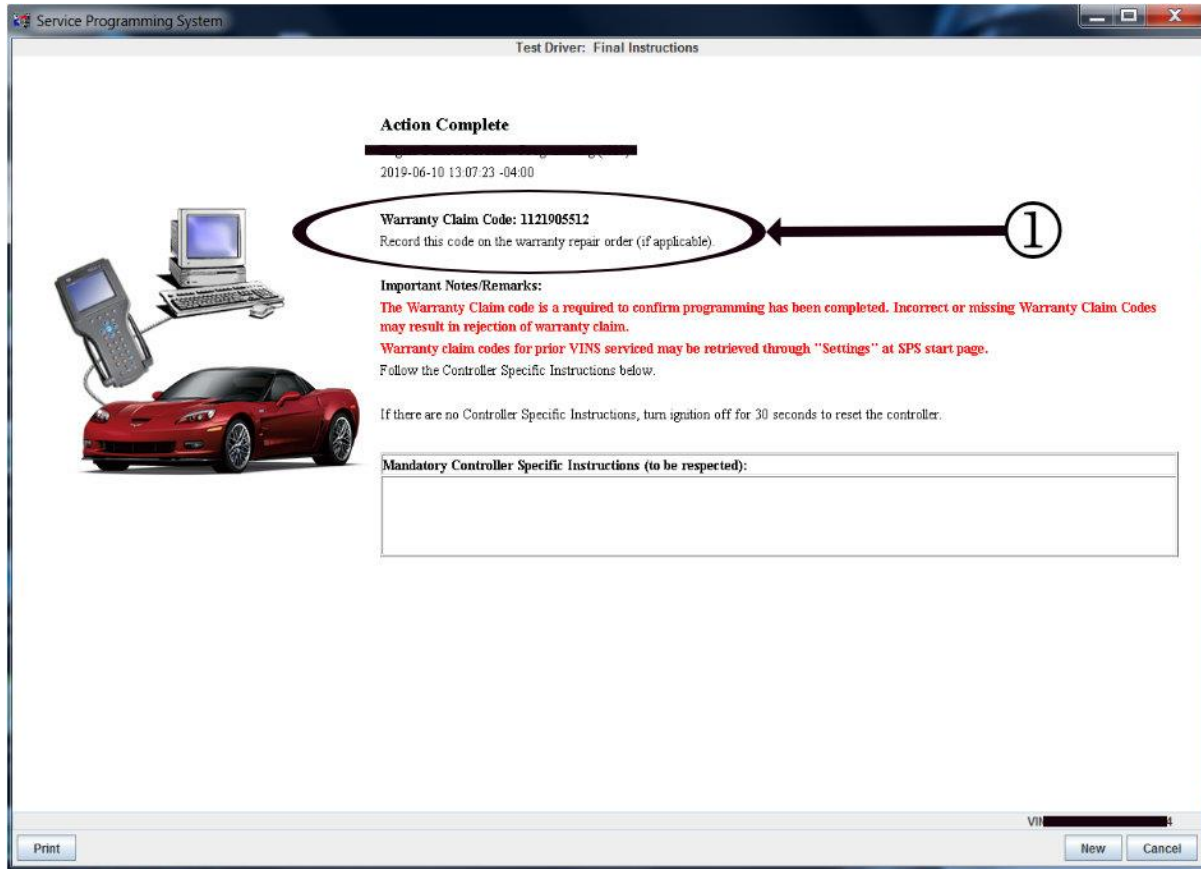 Service Programming System
Test Driver: Final Instructions
Action Complete
2019-06-10 13:07:23 -04:00
Warranty Claim Code: 1121905512
Record this code on the warranty repair order (if applicable).
1
Important Notes/Remarks:
The Warranty Claim code is a required to confirm programming has been completed. Incorrect or missing Warranty Claim Codes
may result in rejection of warranty claim.
Warranty claim codes for prior VINS serviced may be retrieved through "Settings" at SPS start page.
Follow the Controller Specific Instructions below.
If there are no Controller Specific Instructions, turn ignition off for 30 seconds to reset the controller.
Mandatory Controller Specific Instructions (to be respected):
4
Print
New
Cancel